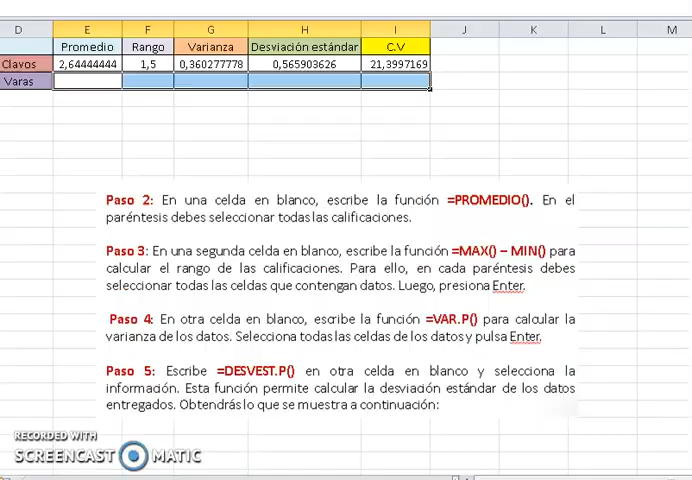 D E F G H I J K L M
Promedio Rango Varianza Desviación estándar C.V
Clavos 2,64444444 1,5 0,360277778 0,565903626 21,3997169
Varas
Paso 2: En una celda en blanco, escribe la función =PROMEDIO(). En el
paréntesis debes seleccionar todas las calificaciones.
Paso 3: En una segunda celda en blanco, escribe la función =MAX() – MIN() para
calcular el rango de las calificaciones. Para ello, en cada paréntesis debes
seleccionar todas las celdas que contengan datos. Luego, presiona Enter.
Paso 4: En otra celda en blanco, escribe la función =VAR.P() para calcular la
varianza de los datos. Selecciona todas las celdas de los datos y pulsa Enter.
Paso 5: Escribe =DESVEST.P() en otra celda en blanco y selecciona la
información. Esta función permite calcular la desviación estándar de los datos
entregados. Obtendrás lo que se muestra a continuación:
RECORDED WITH
SCREENCAST MATIC